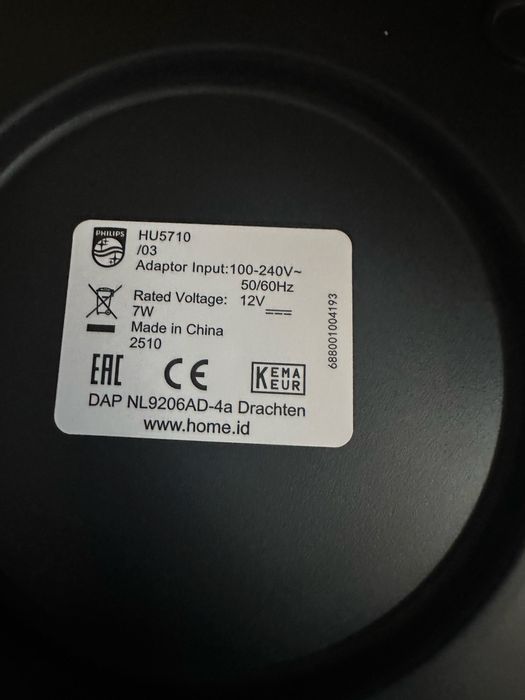 PHILIPS
HU5710
/03
Adaptor Input:100-240V~
50/60Hz
Rated Voltage: 12V
7W
Made in China
2510
688001004193
EAC CE KEMA EUR
DAP NL9206AD-4a Drachten
www.home.id